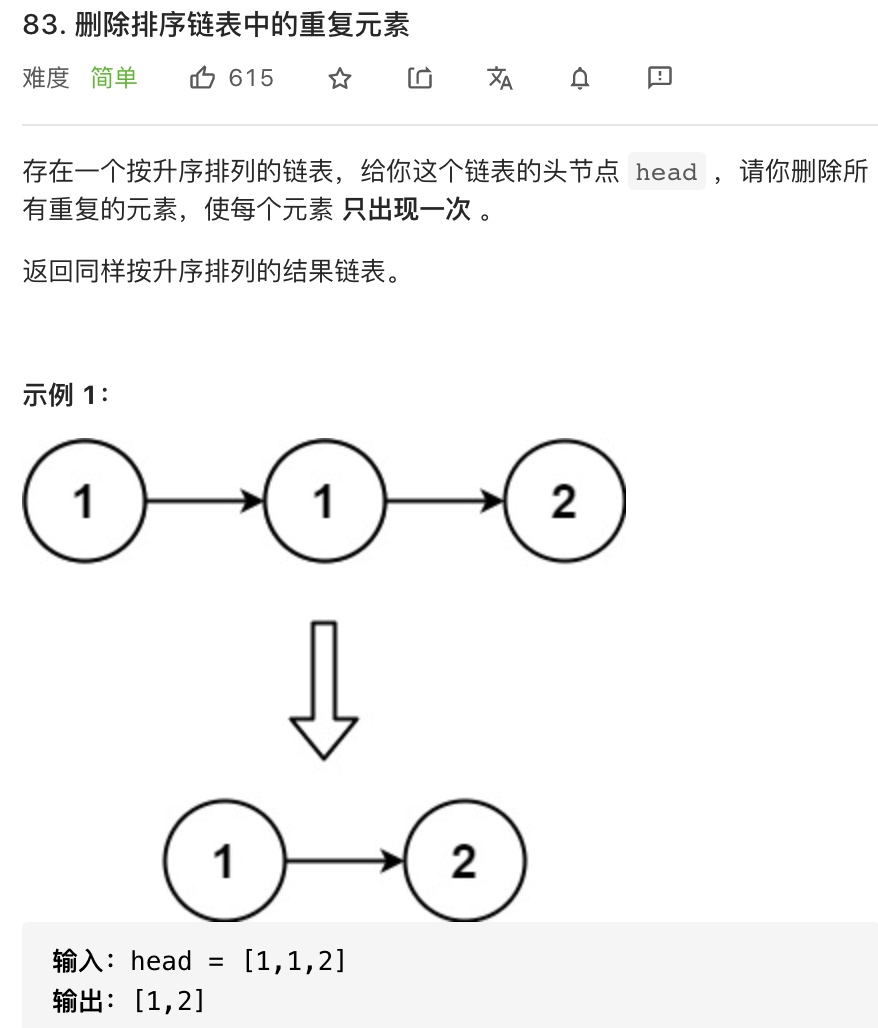 83. 删除排序链表中的重复元素
难度 简单 615
存在一个按升序排列的链表，给你这个链表的头节点 head ，请你删除所
有重复的元素，使每个元素 只出现一次 。
返回同样按升序排列的结果链表。
示例 1：
1 1 2
1 2
输入：head = [1,1,2]
输出：[1,2]